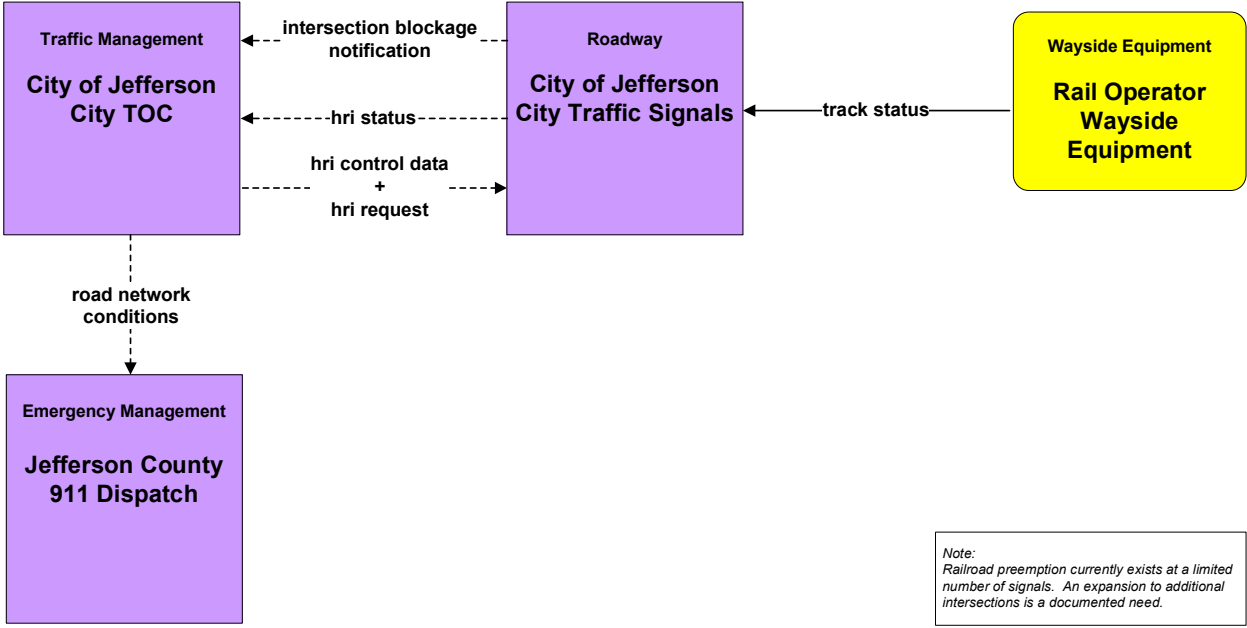 Traffic Management
City of Jefferson
City TOC
intersection blockage
notification
hri status
hri control data
+
hri request
Roadway
City of Jefferson
City Traffic Signals
track status
Wayside Equipment
Rail Operator
Wayside
Equipment
road network
conditions
Emergency Management
Jefferson County
911 Dispatch
Note:
Railroad preemption currently exists at a limited
number of signals. An expansion to additional
intersections is a documented need.